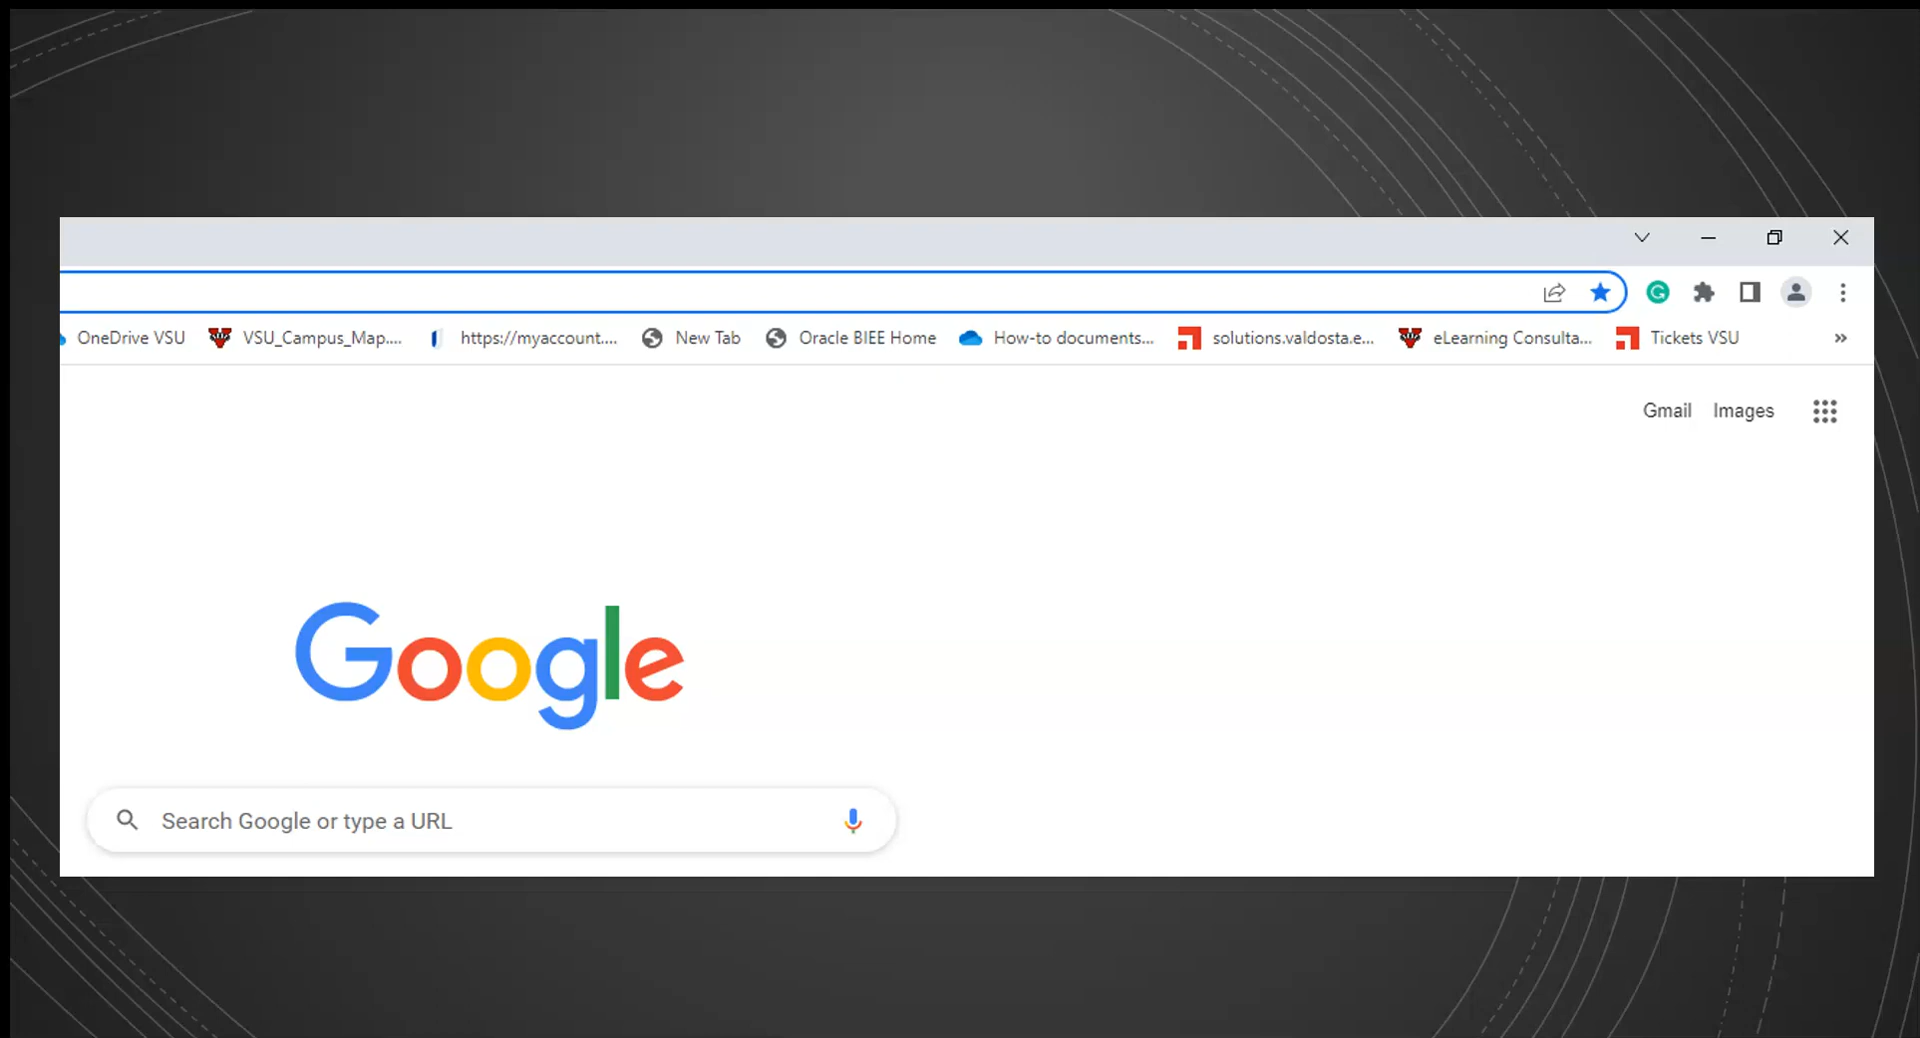 OneDrive VSU VSU_Campus_Map.... https://myaccount.... New Tab Oracle BIEE Home How-to documents... solutions.valdosta.e... eLearning Consulta... Tickets VSU »
Gmail Images
Google
Search Google or type a URL